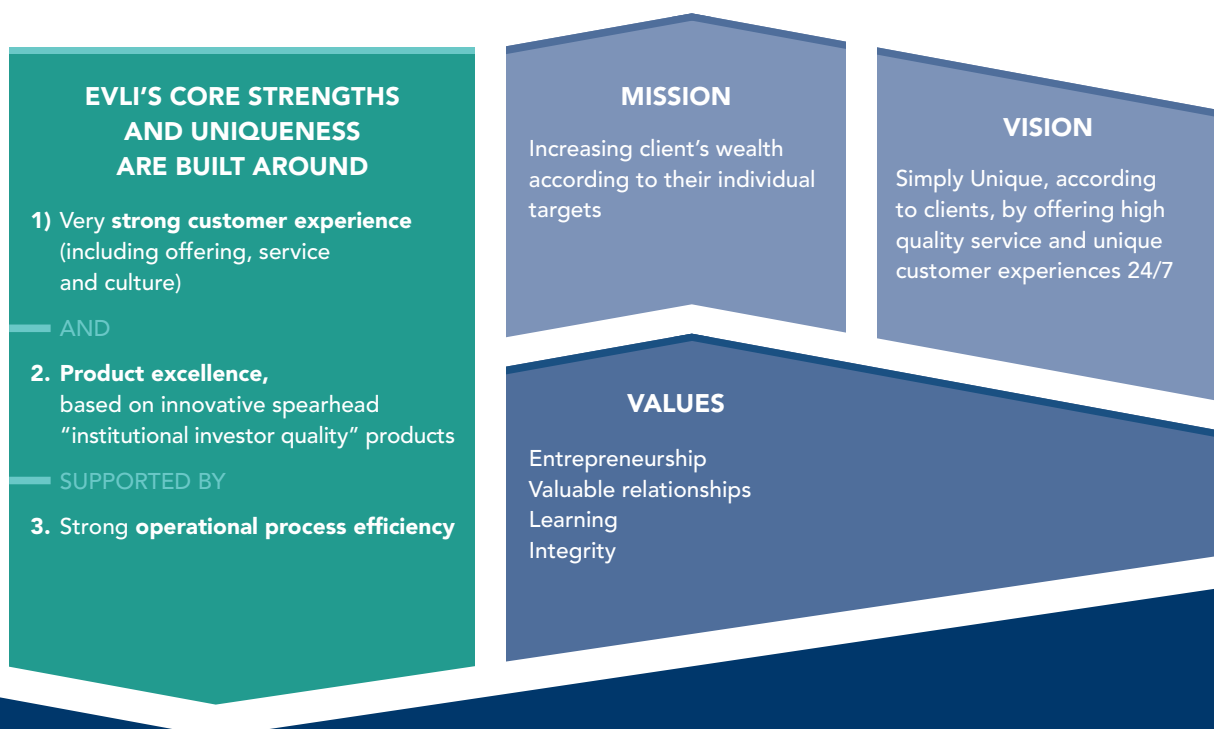 EVLI’S CORE STRENGTHS
AND UNIQUENESS
ARE BUILT AROUND
1) Very strong customer experience
(including offering, service
and culture)
AND
2. Product excellence,
based on innovative spearhead
“institutional investor quality” products
SUPPORTED BY
3. Strong operational process efficiency
MISSION
Increasing client’s wealth
according to their individual
targets
VISION
Simply Unique, according
to clients, by offering high
quality service and unique
customer experiences 24/7
VALUES
Entrepreneurship
Valuable relationships
Learning
Integrity